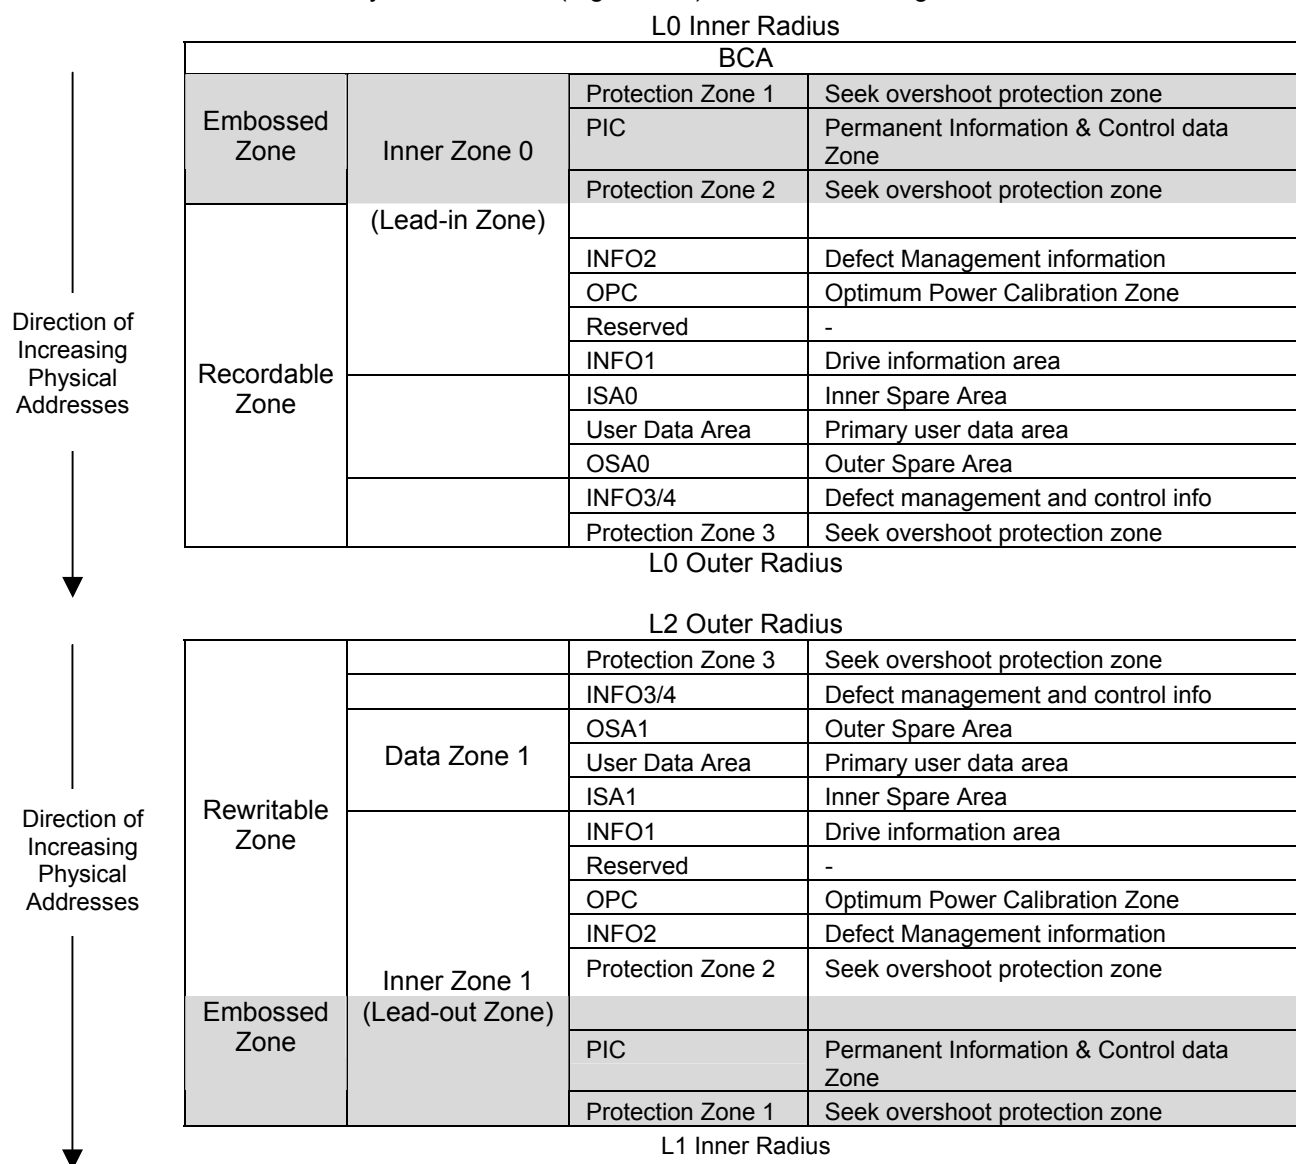 L0 Inner Radius
BCA
Embossed Zone
Inner Zone 0
(Lead-in Zone)
Protection Zone 1 Seek overshoot protection zone
PIC Permanent Information & Control data Zone
Protection Zone 2 Seek overshoot protection zone
Direction of Increasing Physical Addresses
Recordable Zone
INFO2 Defect Management information
OPC Optimum Power Calibration Zone
Reserved -
INFO1 Drive information area
ISA0 Inner Spare Area
User Data Area Primary user data area
OSA0 Outer Spare Area
INFO3/4 Defect management and control info
Protection Zone 3 Seek overshoot protection zone
L0 Outer Radius
L2 Outer Radius
Direction of Increasing Physical Addresses
Rewritable Zone
Protection Zone 3 Seek overshoot protection zone
INFO3/4 Defect management and control info
Data Zone 1
OSA1 Outer Spare Area
User Data Area Primary user data area
ISA1 Inner Spare Area
INFO1 Drive information area
Reserved -
OPC Optimum Power Calibration Zone
INFO2 Defect Management information
Inner Zone 1
(Lead-out Zone)
Protection Zone 2 Seek overshoot protection zone
Embossed Zone
PIC Permanent Information & Control data Zone
Protection Zone 1 Seek overshoot protection zone
L1 Inner Radius